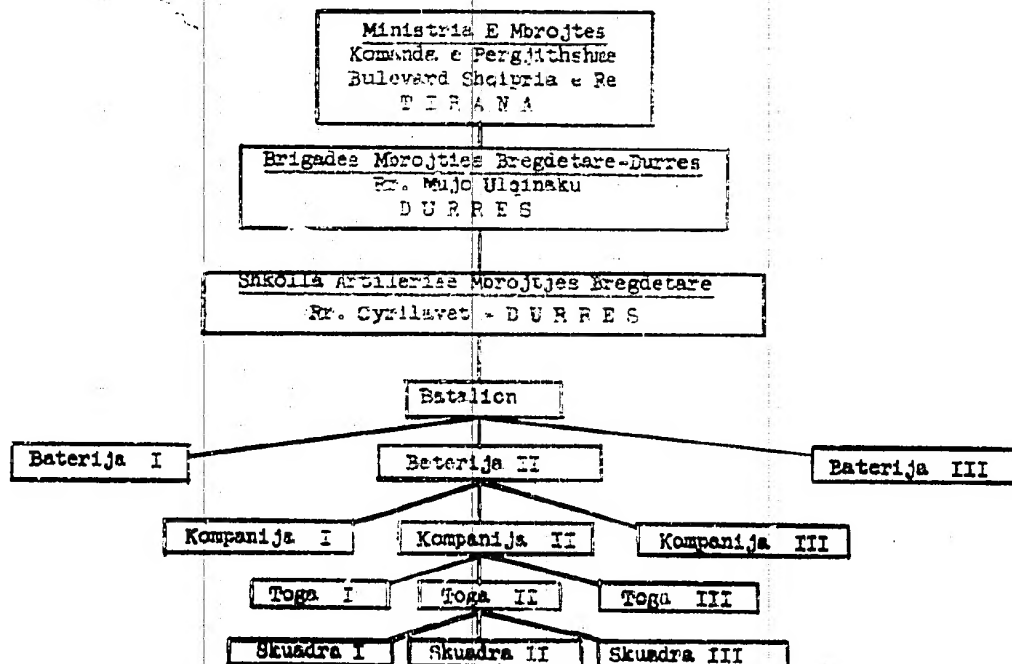 Ministria E Mbrojtes
Komanda e Pergjithshme
Bulevard Shqipria e Re
T I R A N A
Brigades Mbrojties Bregdetare-Durres
Rr. Mujo Ulqinaku
D U R R E S
Shkolla Artilerise Mbrojtjes Bregdetare
Rr. Cyrilavet - D U R R E S
Batalion
Baterija I
Baterija II
Baterija III
Kompanija I
Kompanija II
Kompanija III
Toga I
Toga II
Toga III
Skuadra I
Skuadra II
Skuadra III